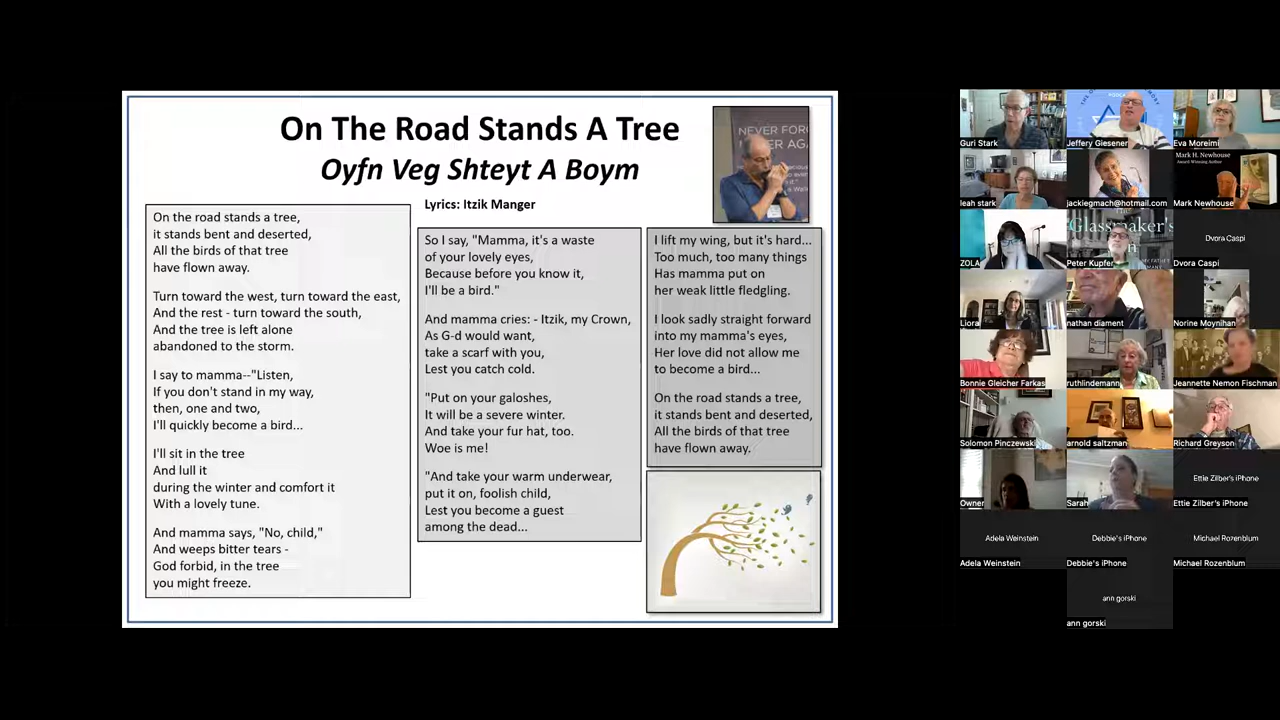 On The Road Stands A Tree
Oyfn Veg Shteyt A Boym
Lyrics: Itzik Manger
On the road stands a tree,
it stands bent and deserted,
All the birds of that tree
have flown away.
Turn toward the west, turn toward the east,
And the rest - turn toward the south,
And the tree is left alone
abandoned to the storm.
I say to mamma--"Listen,
If you don't stand in my way,
then, one and two,
I'll quickly become a bird...
I'll sit in the tree
And lull it
during the winter and comfort it
With a lovely tune.
And mamma says, "No, child,"
And weeps bitter tears -
God forbid, in the tree
you might freeze.
So I say, "Mamma, it's a waste
of your lovely eyes,
Because before you know it,
I'll be a bird."
And mamma cries: - Itzik, my Crown,
As G-d would want,
take a scarf with you,
Lest you catch cold.
"Put on your galoshes,
It will be a severe winter.
And take your fur hat, too.
Woe is me!
"And take your warm underwear,
put it on, foolish child,
Lest you become a guest
among the dead...
I lift my wing, but it's hard...
Too much, too many things
Has mamma put on
her weak little fledgling.
I look sadly straight forward
into my mamma's eyes,
Her love did not allow me
to become a bird...
On the road stands a tree,
it stands bent and deserted,
All the birds of that tree
have flown away.
NEVER
Guri Stark
Jeffery Giesener
Eva Moreimi
leah stark
jackiegmach@hotmail.com
Mark H. Newhouse
Award-Winning Author
Mark Newhouse
ZOLA
Glassmaker's
Peter Kupfer
Dvora Caspi
Dvora Caspi
Liora
nathan diament
Norine Moynihan
Bonnie Gleicher Farkas
ruthlindemann
Jeannette Nemon Fischman
Solomon Pinczewski
arnold saltzman
Richard Greyson
Owner
Sarah
Ettie Zilber's iPhone
Ettie Zilber's iPhone
Adela Weinstein
Adela Weinstein
Debbie's iPhone
Debbie's iPhone
Michael Rozenblum
Michael Rozenblum
ann gorski
ann gorski